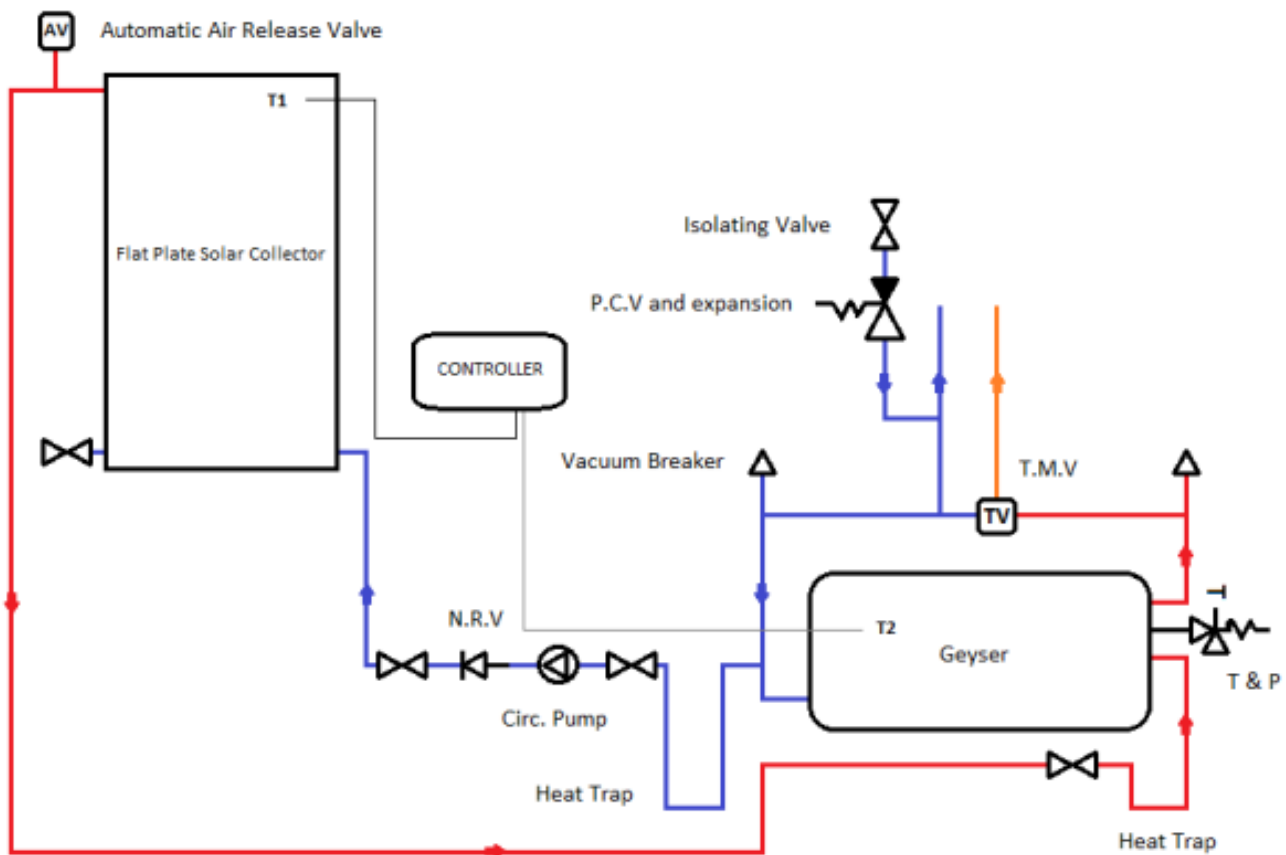 AV Automatic Air Release Valve
T1
Flat Plate Solar Collector
Isolating Valve
P.C.V and expansion
CONTROLLER
Vacuum Breaker
T.M.V
TV
N.R.V
T2
Geyser
T
T & P
Circ. Pump
Heat Trap
Heat Trap